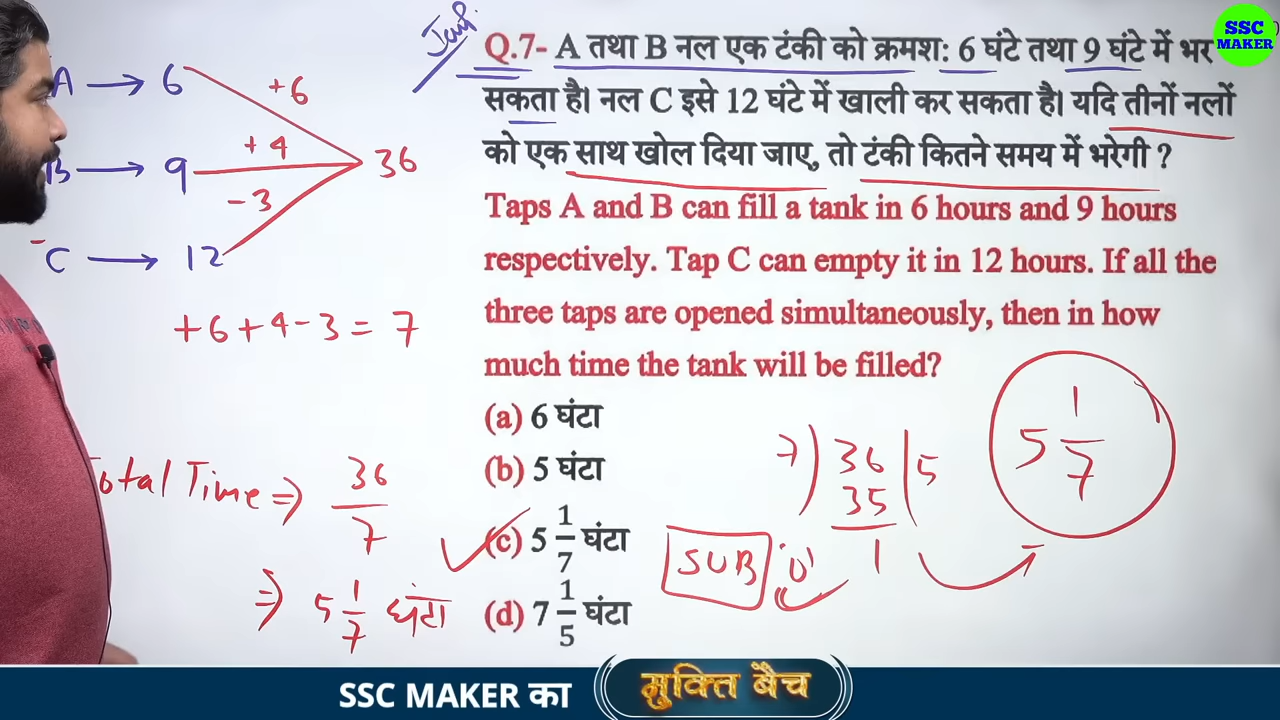 SSC
MAKER
Q.7- A तथा B नल एक टंकी को क्रमश: 6 घंटे तथा 9 घंटे में भर
सकता है। नल C इसे 12 घंटे में खाली कर सकता है। यदि तीनों नलों
को एक साथ खोल दिया जाए, तो टंकी कितने समय में भरेगी ?
Taps A and B can fill a tank in 6 hours and 9 hours
respectively. Tap C can empty it in 12 hours. If all the
three taps are opened simultaneously, then in how
much time the tank will be filled?
(a) 6 घंटा
(b) 5 घंटा
(c) 5 1/7 घंटा
(d) 7 1/5 घंटा
A → 6
+6
B → 9
+4
36
-3
C → 12
+6+4-3 = 7
Total Time ⇒ 36/7
⇒ 5 1/7 घंटा
7) 36 (5
35
1
5 1/7
SUB '0'
SSC MAKER का
मुक्ति बैच